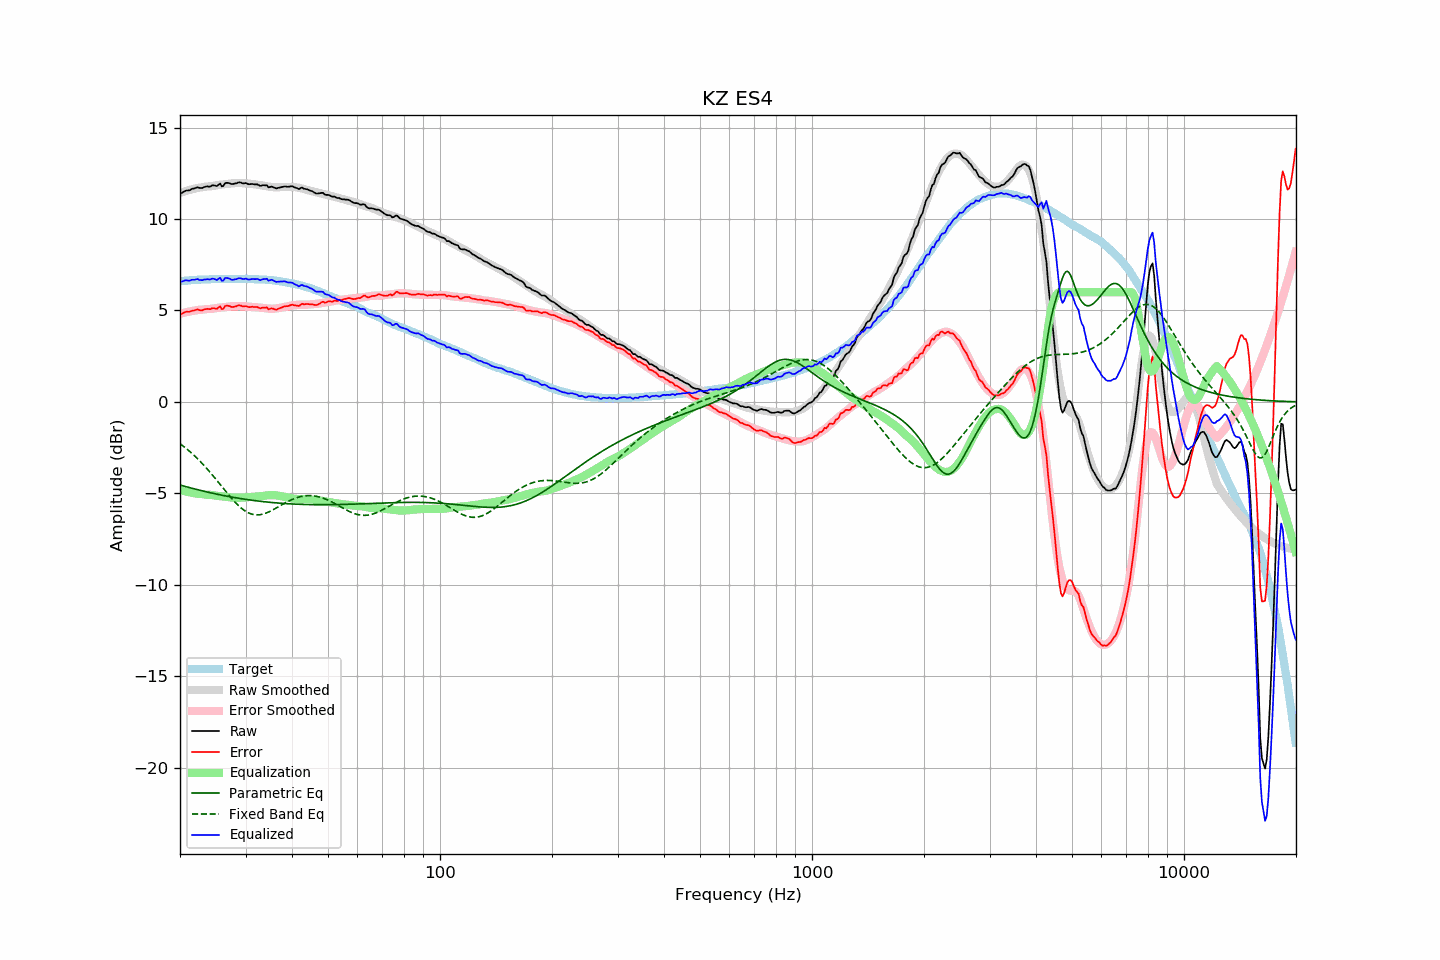 KZ ES4
15
10
5
0
−5
−10
−15
−20
Amplitude (dBr)
100
1000
10000
Frequency (Hz)
Target
Raw Smoothed
Error Smoothed
Raw
Error
Equalization
Parametric Eq
Fixed Band Eq
Equalized